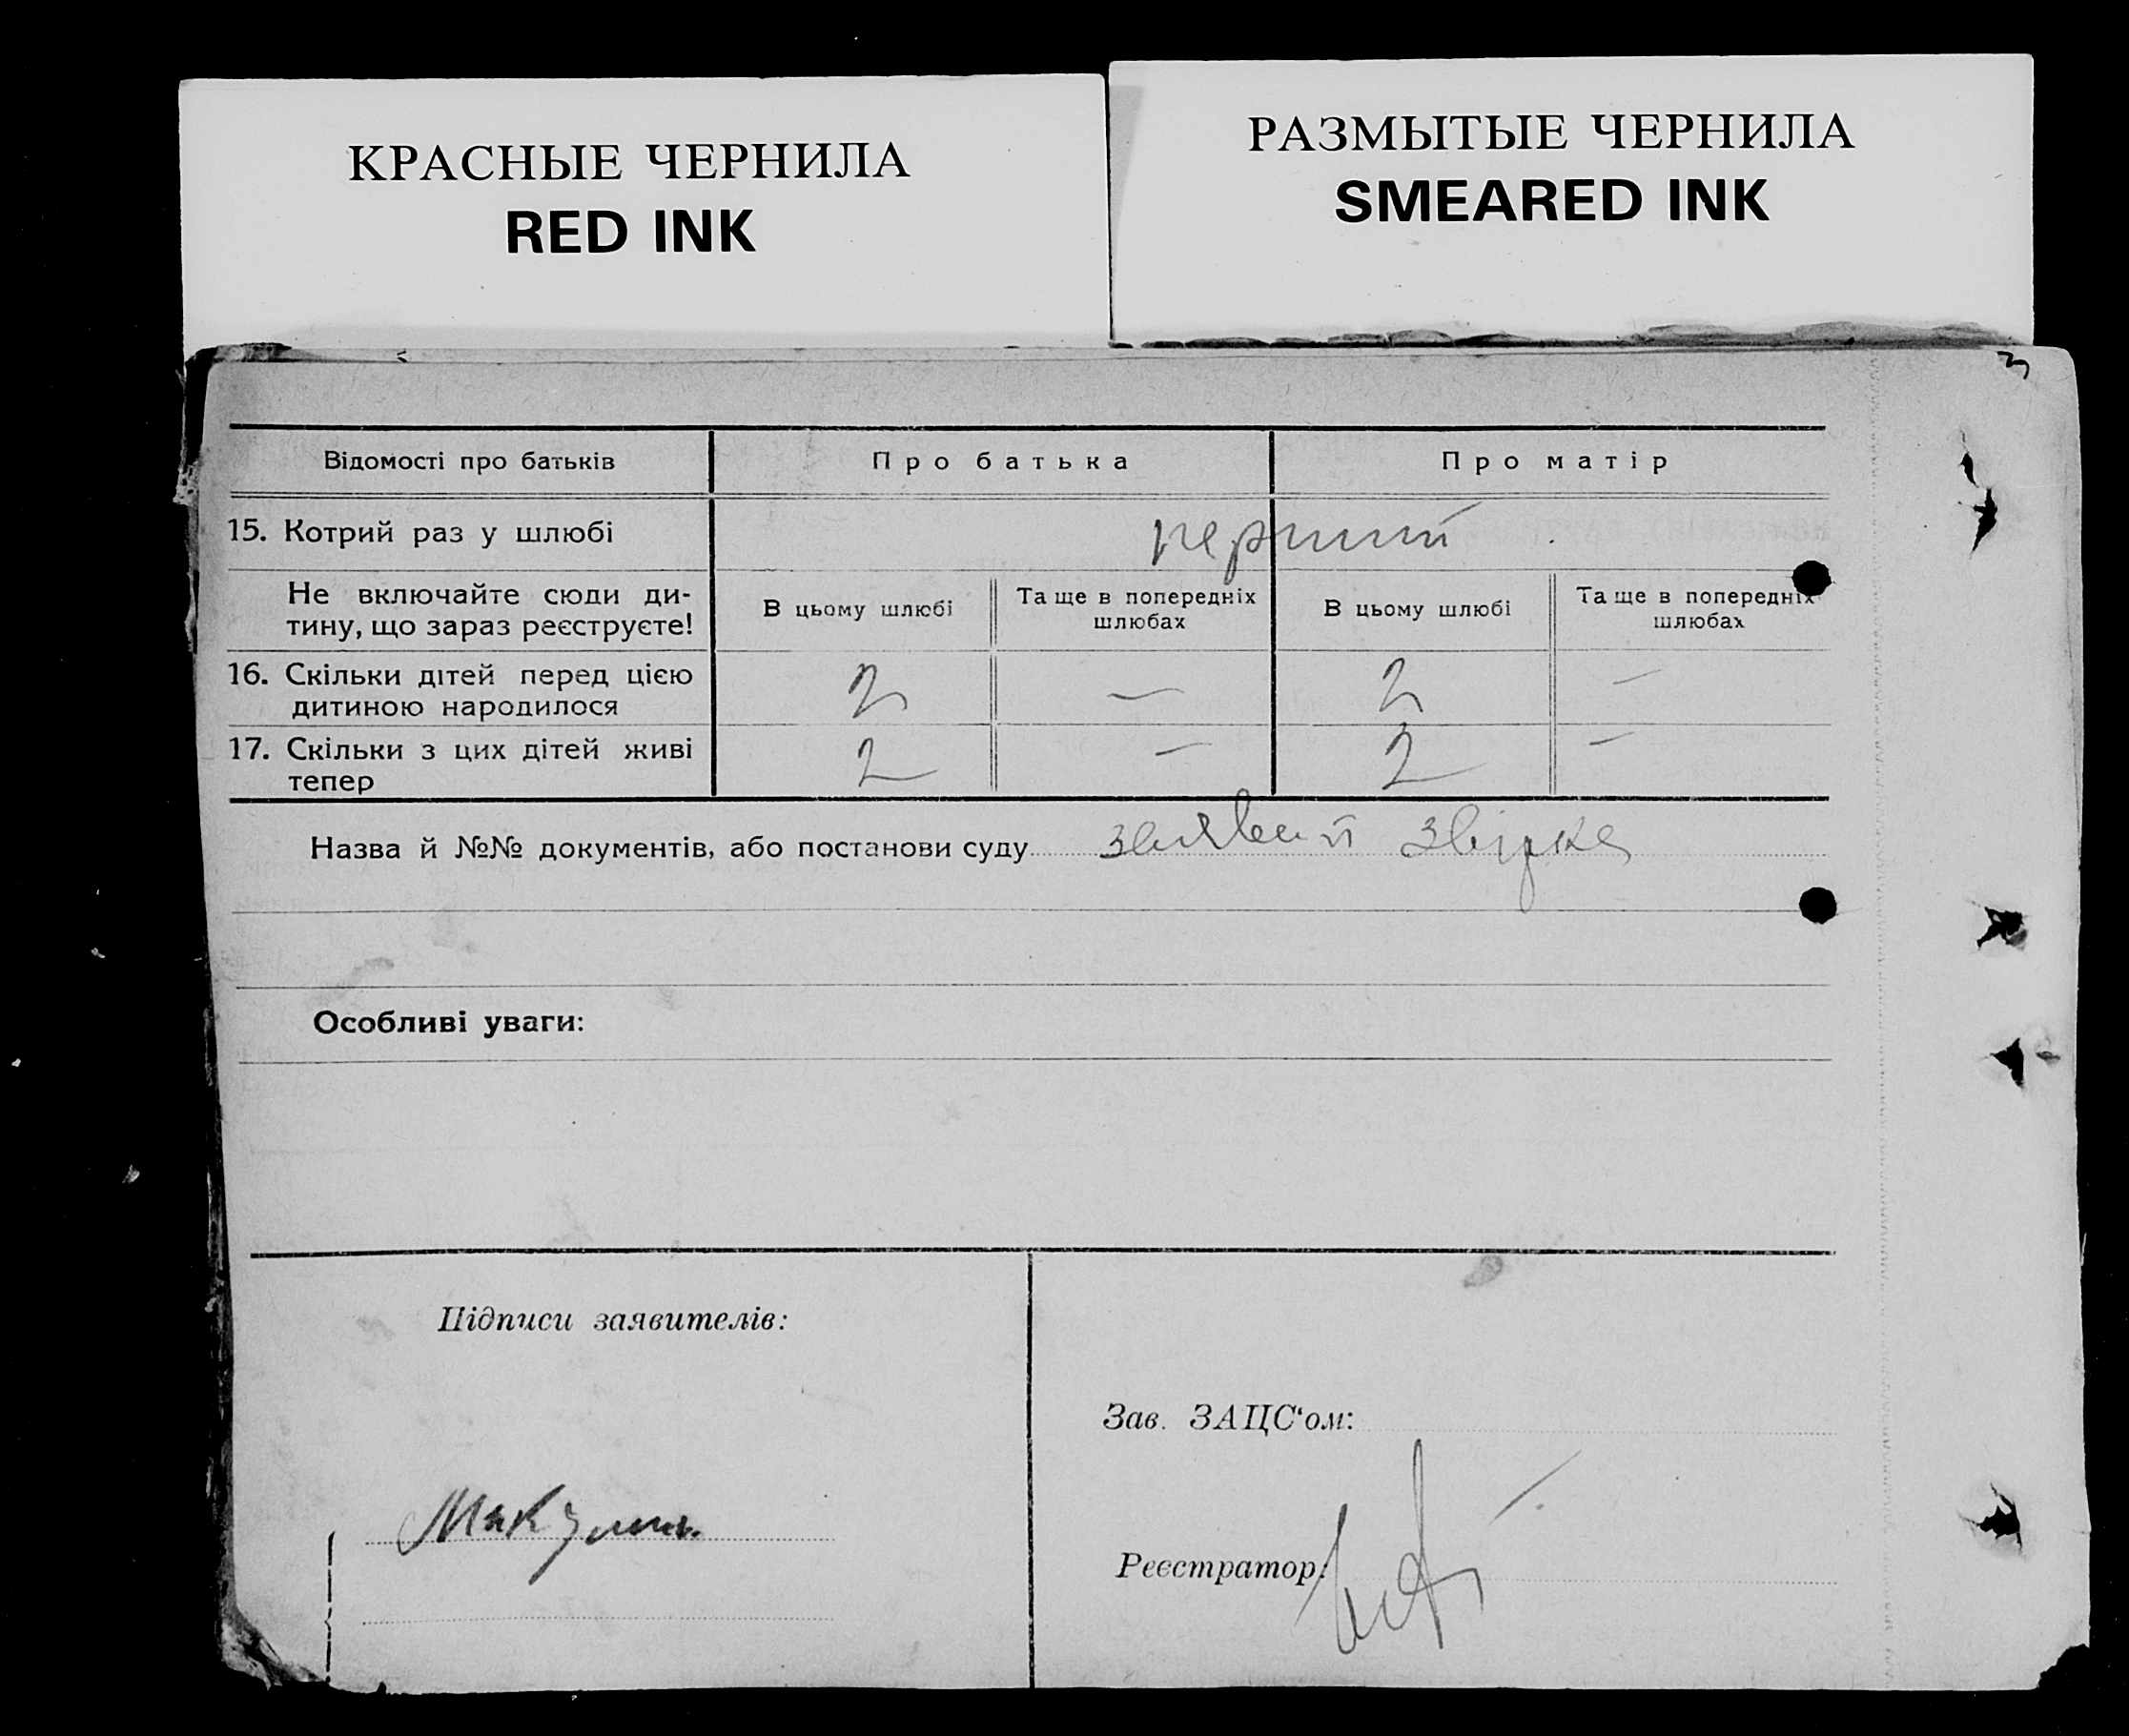 КРАСНЫЕ ЧЕРНИЛА
RED INK
РАЗМЫТЫЕ ЧЕРНИЛА
SMEARED INK
3
Відомості про батьків Про батька Про матір
15. Котрий раз у шлюбі перший
Не включайте сюди ди-
тину, що зараз реєструєте!
В цьому шлюбі
Та ще в попередніх
шлюбах
В цьому шлюбі
Та ще в попередніх
шлюбах
16. Скільки дітей перед цією
дитиною народилося
2 — 2 —
17. Скільки з цих дітей живі
тепер
2 — 2 —
Назва й №№ документів, або постанови суду
Особливі уваги:
Підписи заявителів:
Зав. ЗАЦС‘ом:
Реєстратор: